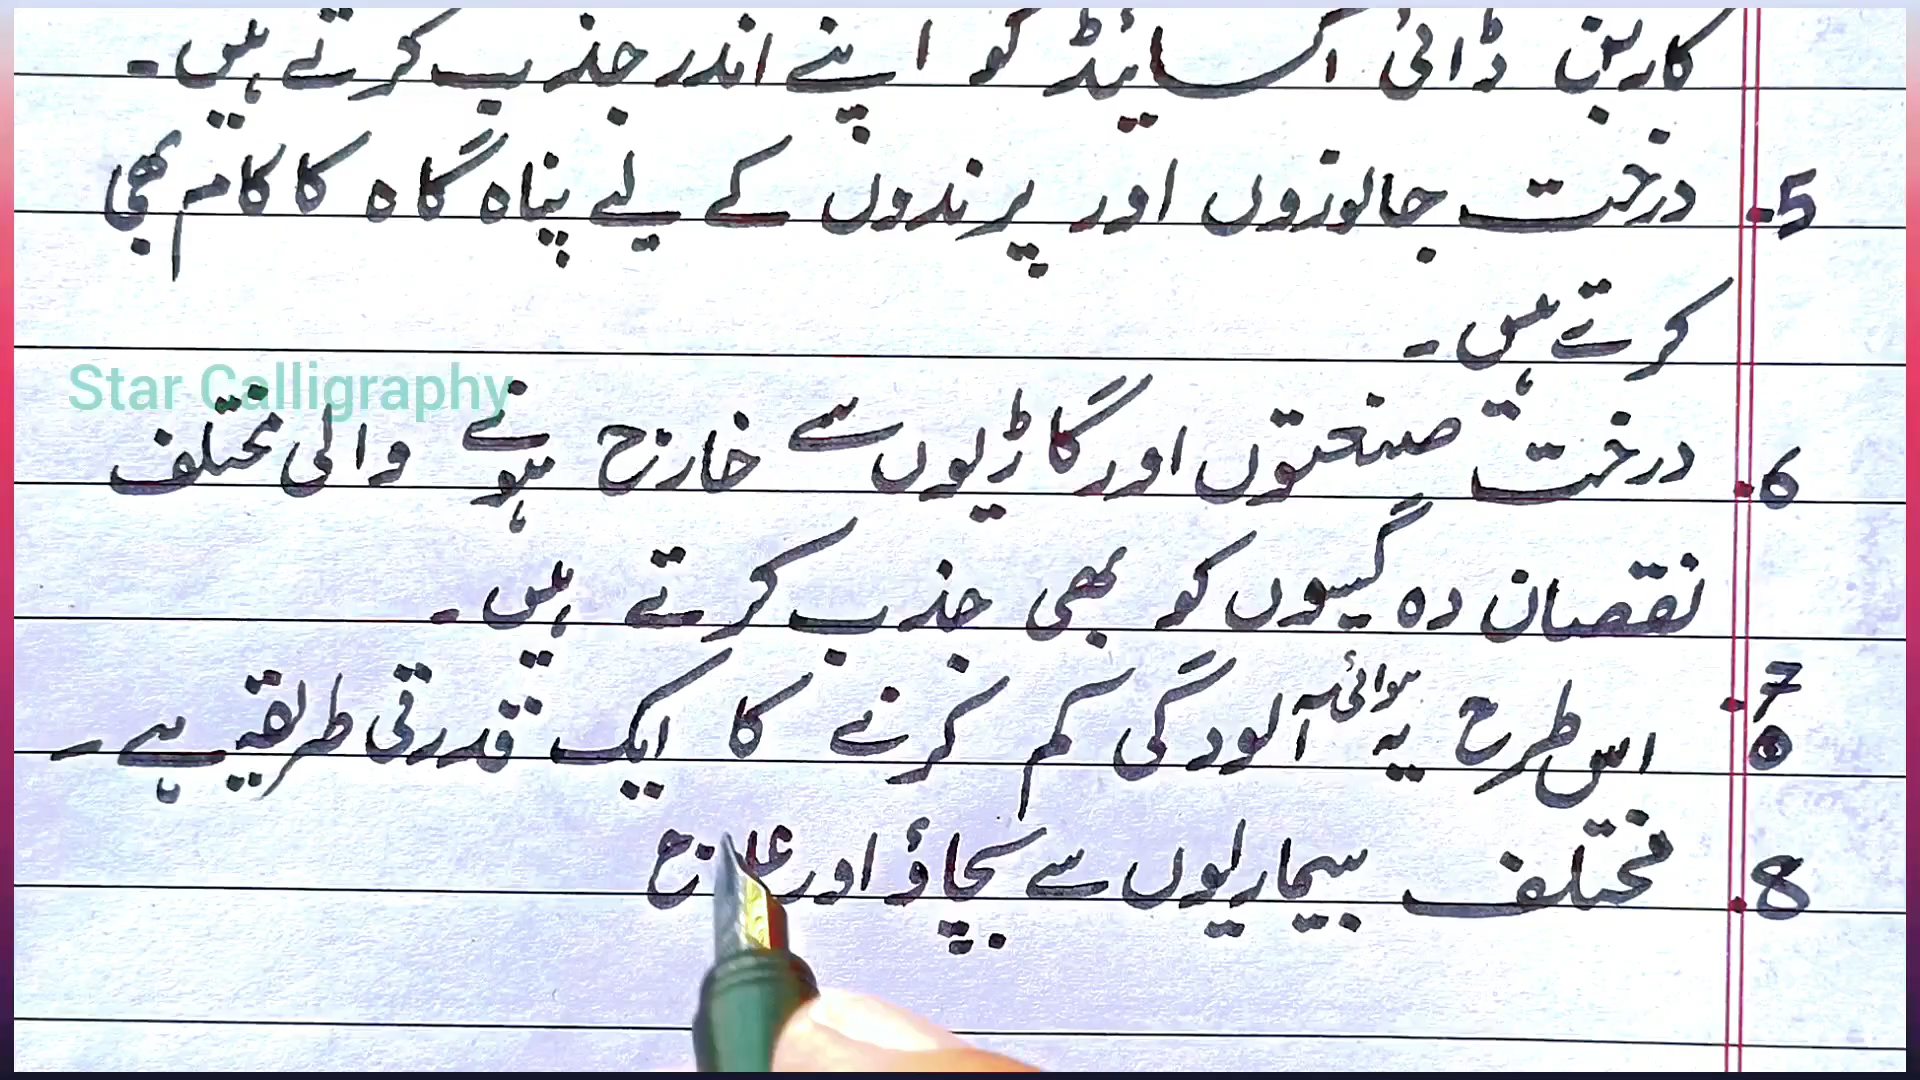 کاربن ڈائی آکسائیڈ کو اپنے اندر جذب کرتے ہیں۔
5۔ درخت جانوروں اور پرندوں کے لیے پناہ گاہ کا کام بھی
کرتے ہیں۔
Star Calligraphy
6۔ درخت صنعتوں اور گاڑیوں سے خارج ہونے والی مختلف
نقصان دہ گیسوں کو بھی جذب کرتے ہیں۔
7۔ اس طرح یہ ہوائی آلودگی کم کرنے کا ایک قدرتی طریقہ ہے۔
8۔ مختلف بیماریوں سے بچاؤ اور علاج